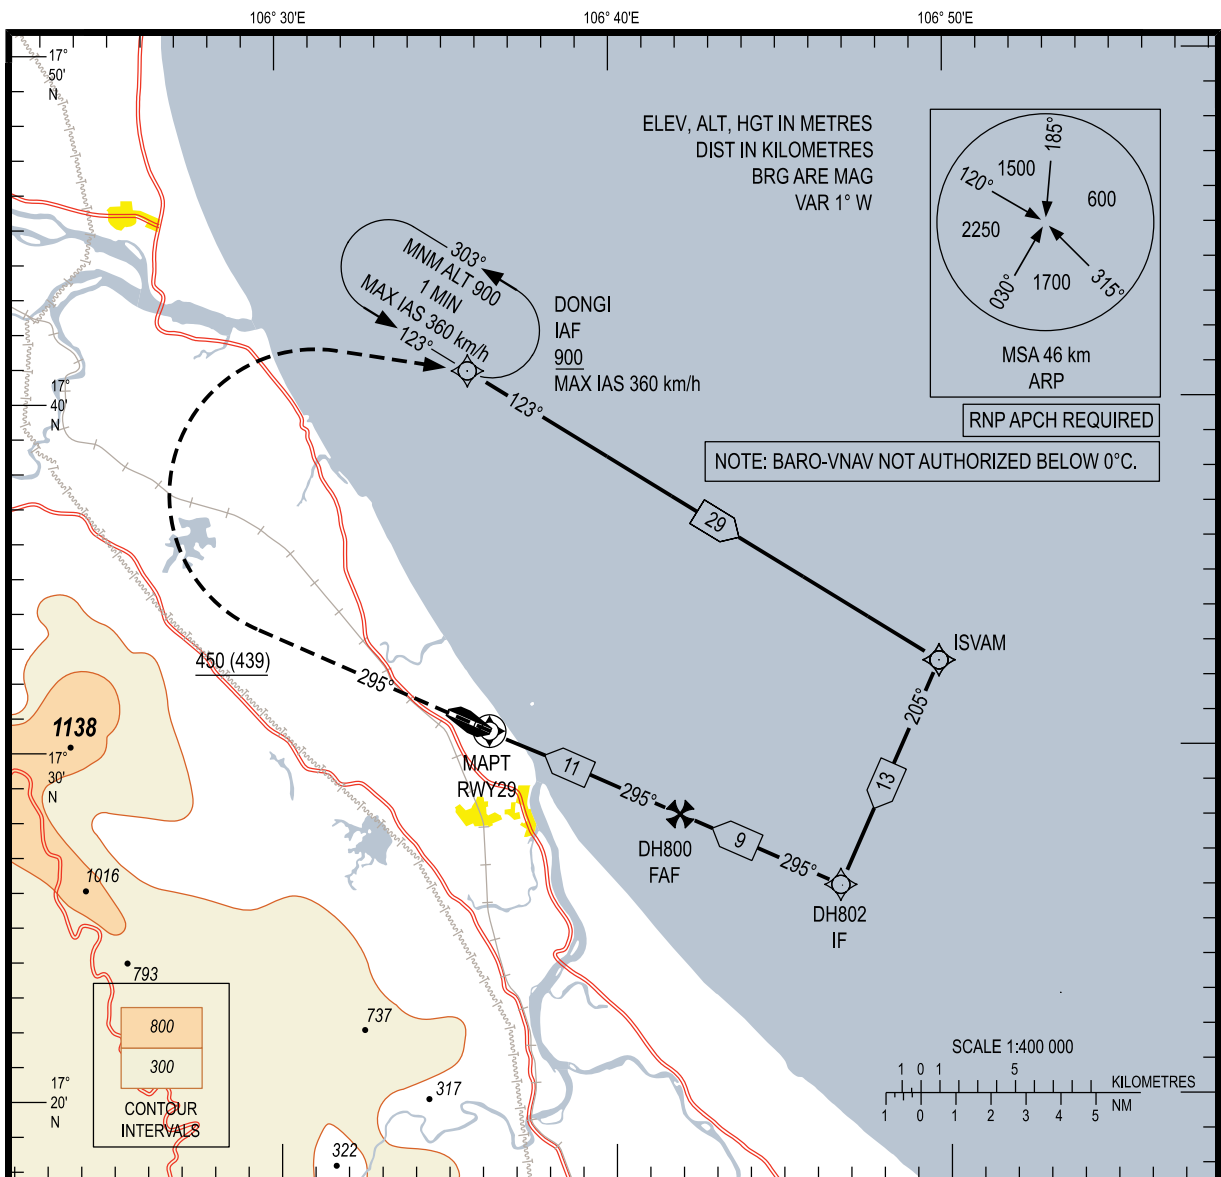 106° 30'E
106° 40'E
106° 50'E
17°
50'
N
ELEV, ALT, HGT IN METRES
DIST IN KILOMETRES
BRG ARE MAG
VAR 1° W
185°
120°
1500
600
2250
1700
030°
315°
MSA 46 km
ARP
RNP APCH REQUIRED
NOTE: BARO-VNAV NOT AUTHORIZED BELOW 0°C.
303°
MNM ALT 900
1 MIN
MAX IAS 360 km/h
123°
DONGI
IAF
900
MAX IAS 360 km/h
17°
40'
N
123°
29
ISVAM
205°
13
450 (439)
295°
1138
17°
30'
N
MAPT
RWY29
11
295°
DH800
FAF
9
295°
DH802
IF
1016
793
737
317
322
800
300
CONTOUR
INTERVALS
17°
20'
N
SCALE 1:400 000
1 0 1 5
KILOMETRES
NM
1 0 1 2 3 4 5